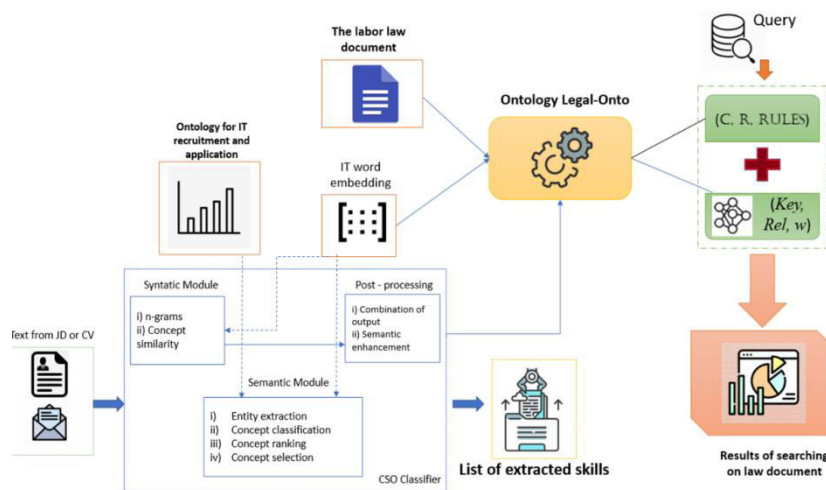 The labor law
document
Query
Ontology Legal-Onto
(C, R, RULES)
Ontology for IT
recruitment and
application
IT word
embedding
(Key,
Rel, w)
Syntatic Module
Post - processing
i) n-grams
ii) Concept
similarity
i) Combination of
output
ii) Semantic
enhancement
Text from JD or CV
Semantic Module
i) Entity extraction
ii) Concept classification
iii) Concept ranking
iv) Concept selection
CSO Classifier
List of extracted skills
Results of searching
on law document